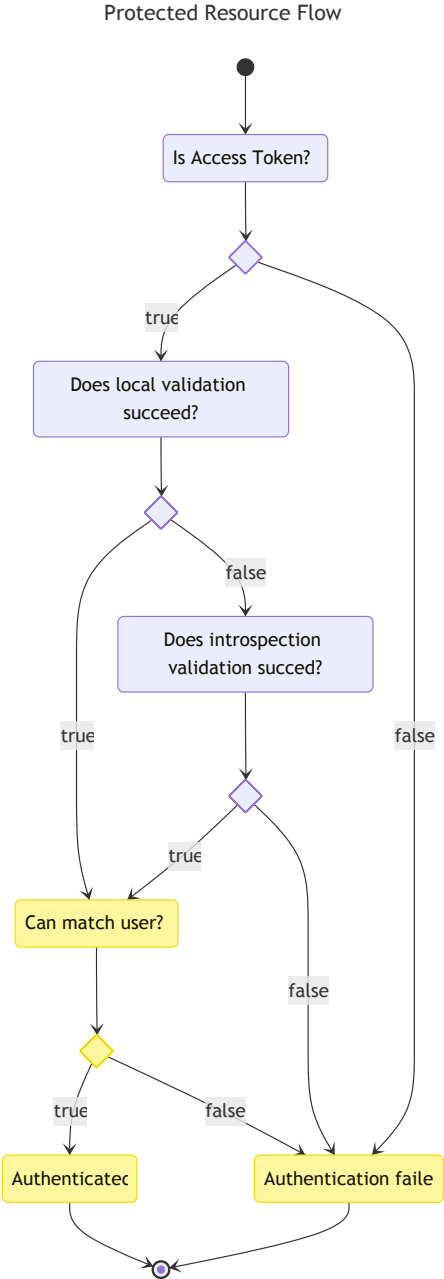 Protected Resource Flow
Is Access Token?
true
Does local validation
succeed?
false
Does introspection
validation succed?
true
false
true
Can match user?
false
true
false
Authenticatec
Authentication faile